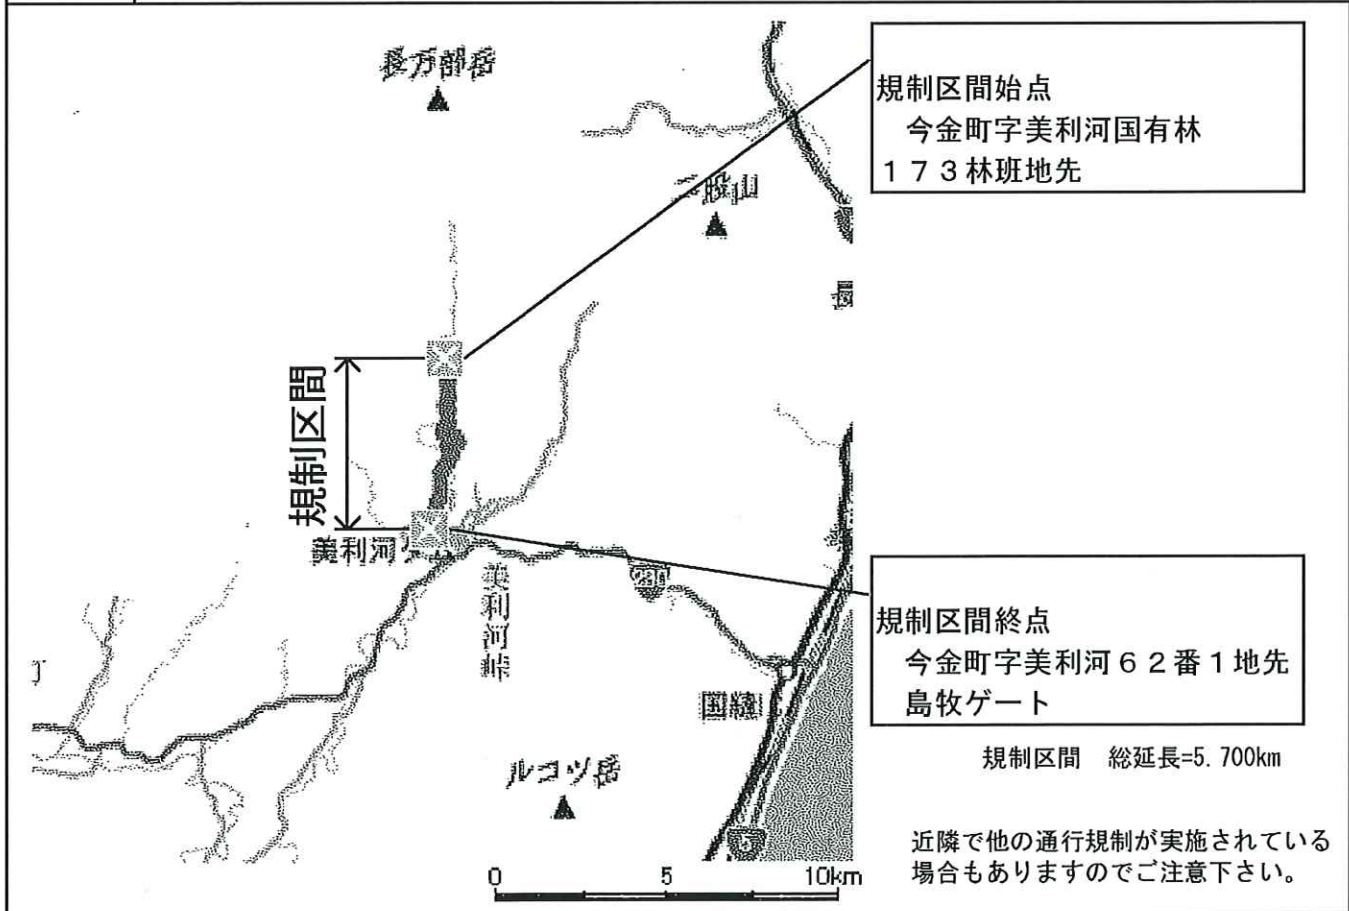 長万部岳
二股山
規制区間始点
今金町字美利河国有林
１７３林班地先
長
規制区間
美利河
美利河峠
230
国縫
規制区間終点
今金町字美利河６２番１地先
島牧ゲート
規制区間　総延長=5.700km
ルコツ岳
5
近隣で他の通行規制が実施されている
場合もありますのでご注意下さい。
0 5 10km